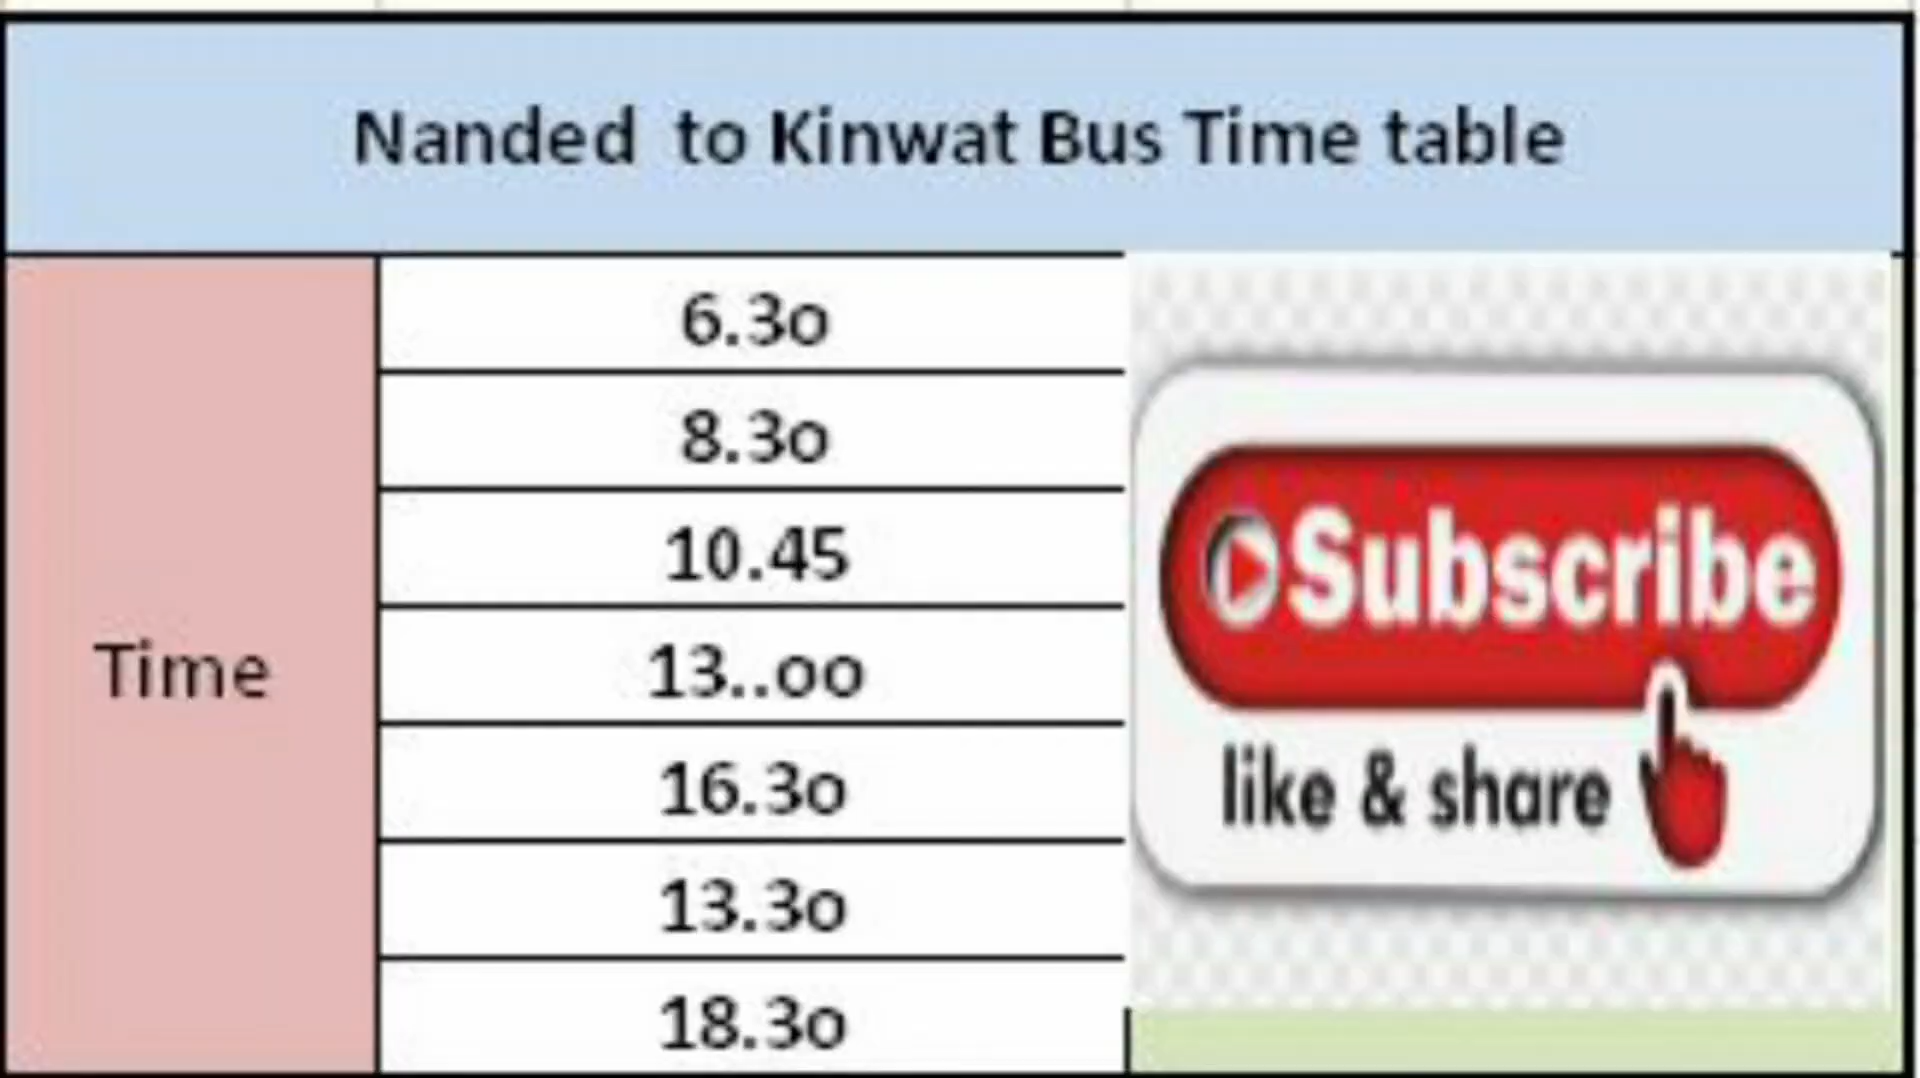 Nanded to Kinwat Bus Time table
Time
6.3o
8.3o
10.45
13..oo
16.3o
13.3o
18.3o
Subscribe
like & share